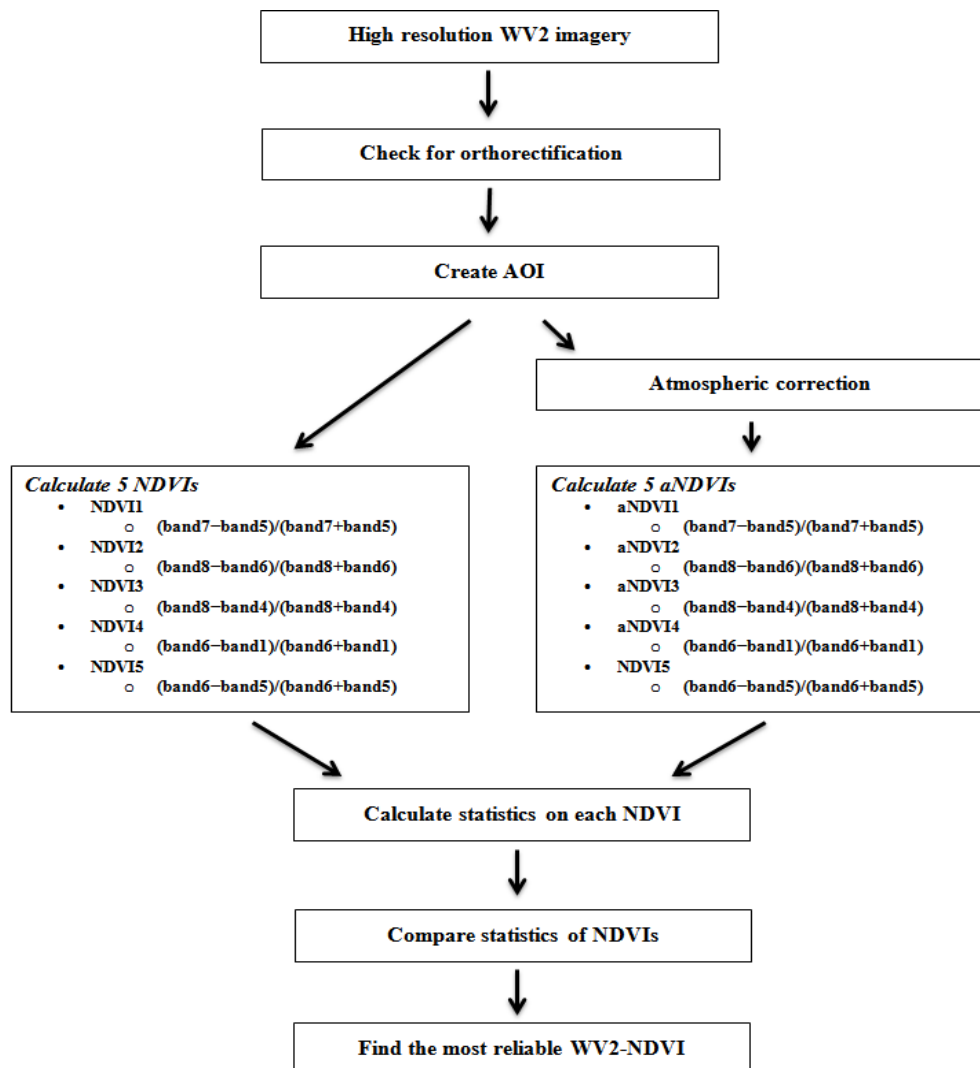 High resolution WV2 imagery
Check for orthorectification
Create AOI
Atmospheric correction
Calculate 5 NDVIs
• NDVI1
o (band7−band5)/(band7+band5)
• NDVI2
o (band8−band6)/(band8+band6)
• NDVI3
o (band8−band4)/(band8+band4)
• NDVI4
o (band6−band1)/(band6+band1)
• NDVI5
o (band6−band5)/(band6+band5)
Calculate 5 aNDVIs
• aNDVI1
o (band7−band5)/(band7+band5)
• aNDVI2
o (band8−band6)/(band8+band6)
• aNDVI3
o (band8−band4)/(band8+band4)
• aNDVI4
o (band6−band1)/(band6+band1)
• NDVI5
o (band6−band5)/(band6+band5)
Calculate statistics on each NDVI
Compare statistics of NDVIs
Find the most reliable WV2-NDVI